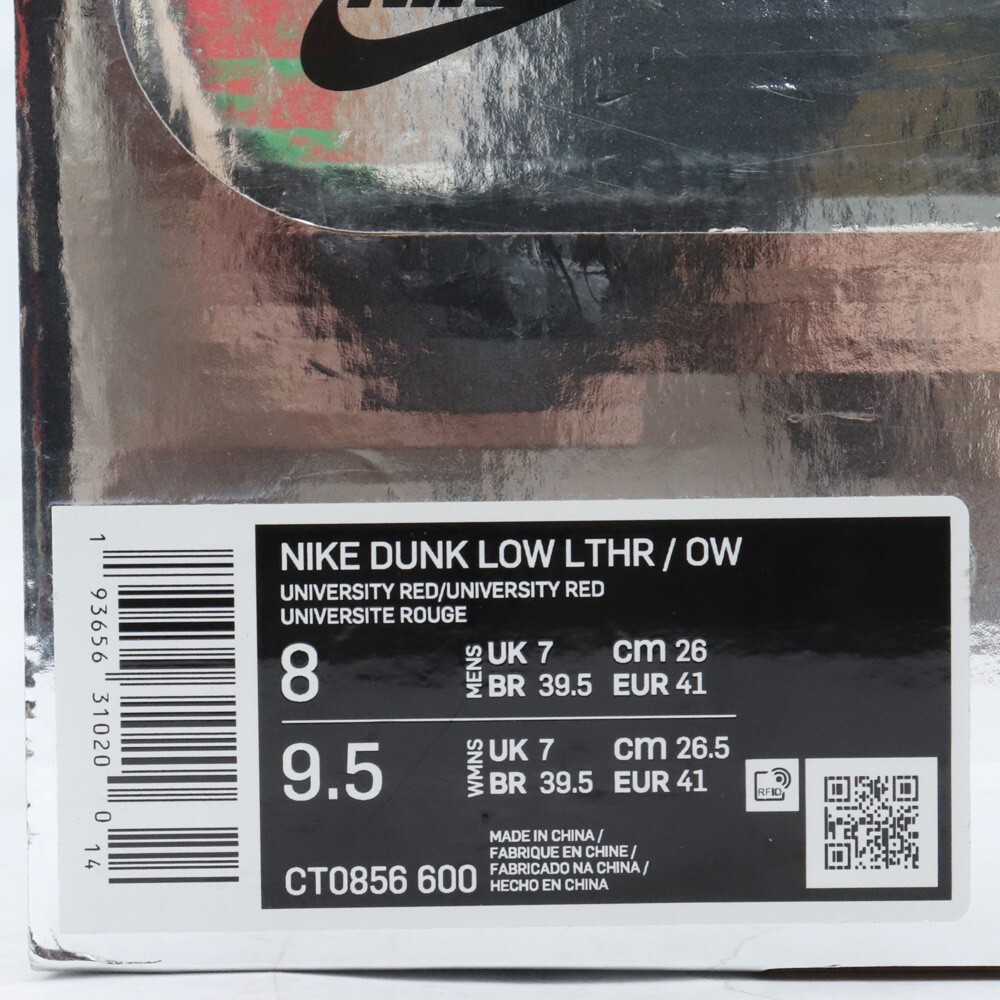 NIKE DUNK LOW LTHR / OW
UNIVERSITY RED/UNIVERSITY RED
UNIVERSITE ROUGE
8
MENS
UK 7 cm 26
BR 39.5 EUR 41
9.5
WMNS
UK 7 cm 26.5
BR 39.5 EUR 41
RFID
CT0856 600
MADE IN CHINA /
FABRIQUE EN CHINE /
FABRICADO NA CHINA /
HECHO EN CHINA
1 93656 31020 0 14